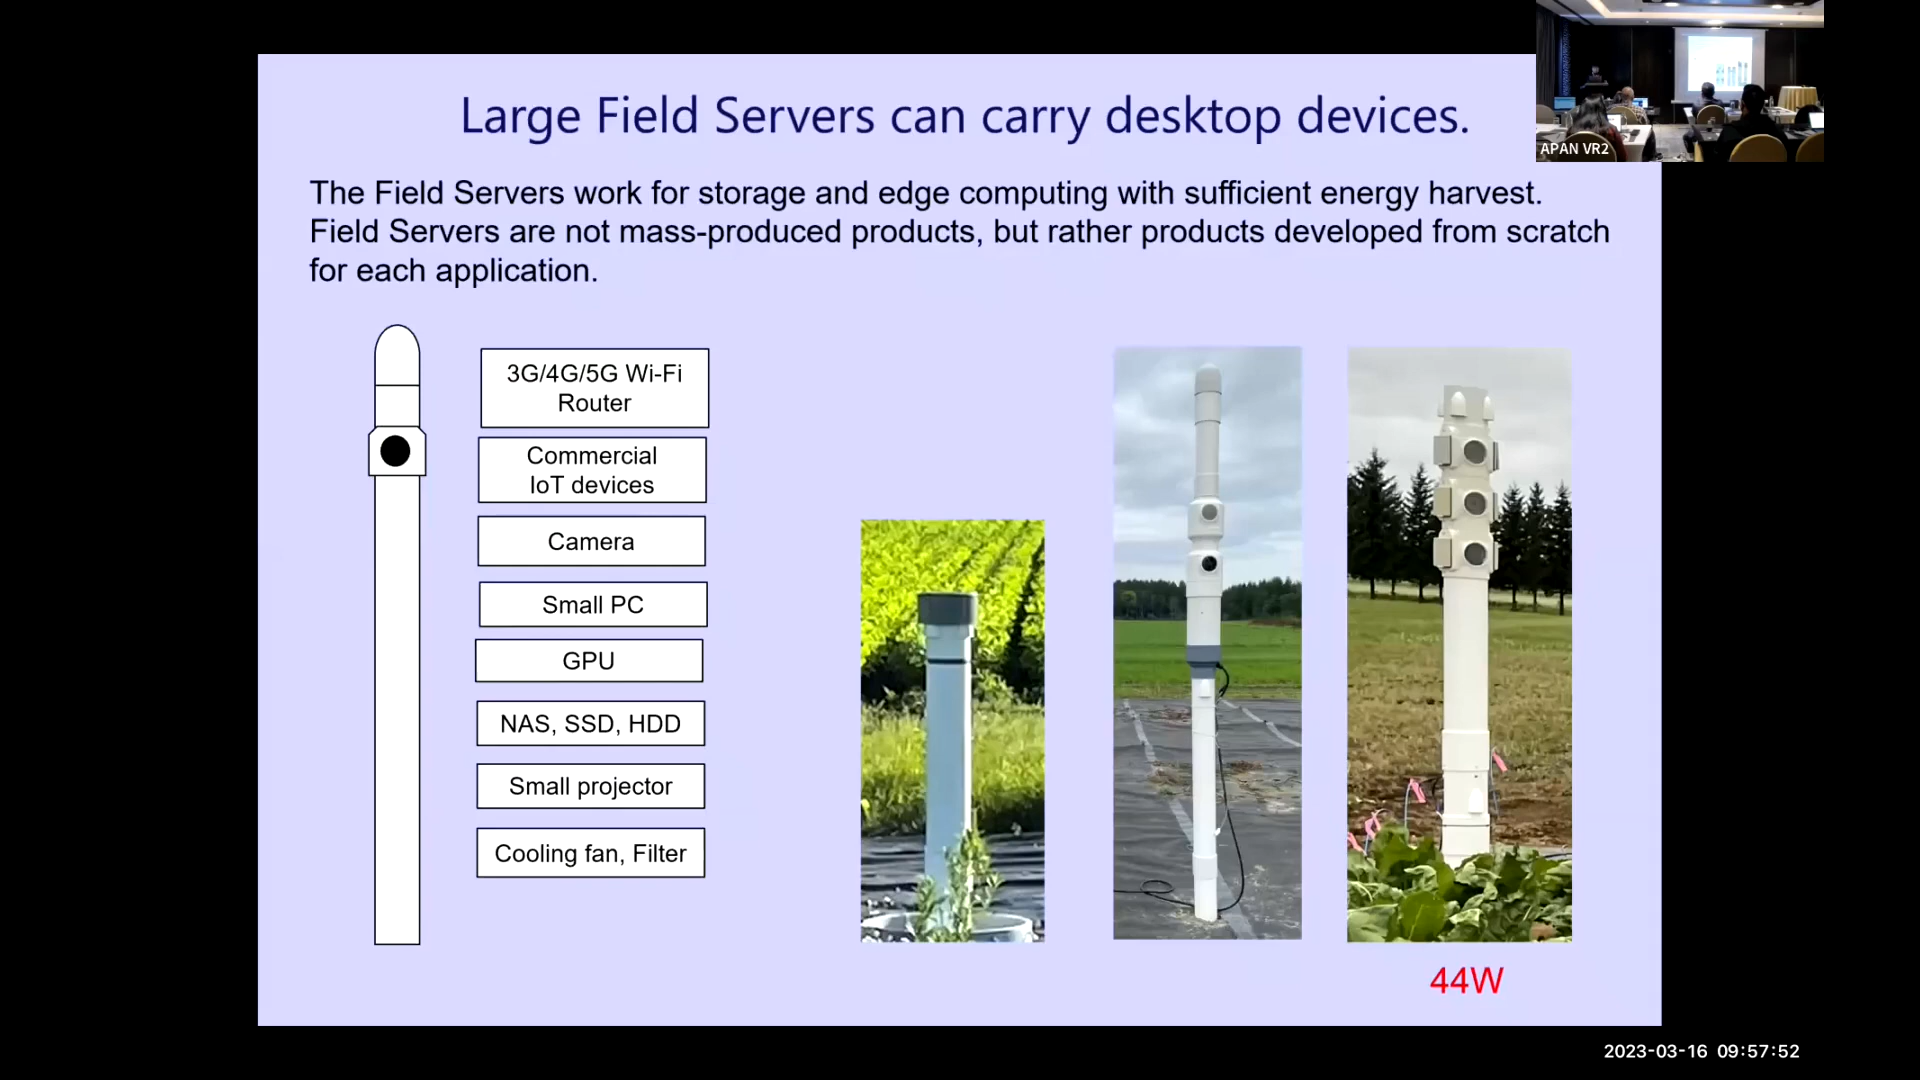 Large Field Servers can carry desktop devices.
APAN VR2
The Field Servers work for storage and edge computing with sufficient energy harvest.
Field Servers are not mass-produced products, but rather products developed from scratch
for each application.
3G/4G/5G Wi-Fi
Router
Commercial
IoT devices
Camera
Small PC
GPU
NAS, SSD, HDD
Small projector
Cooling fan, Filter
44W
2023-03-16 09:57:52